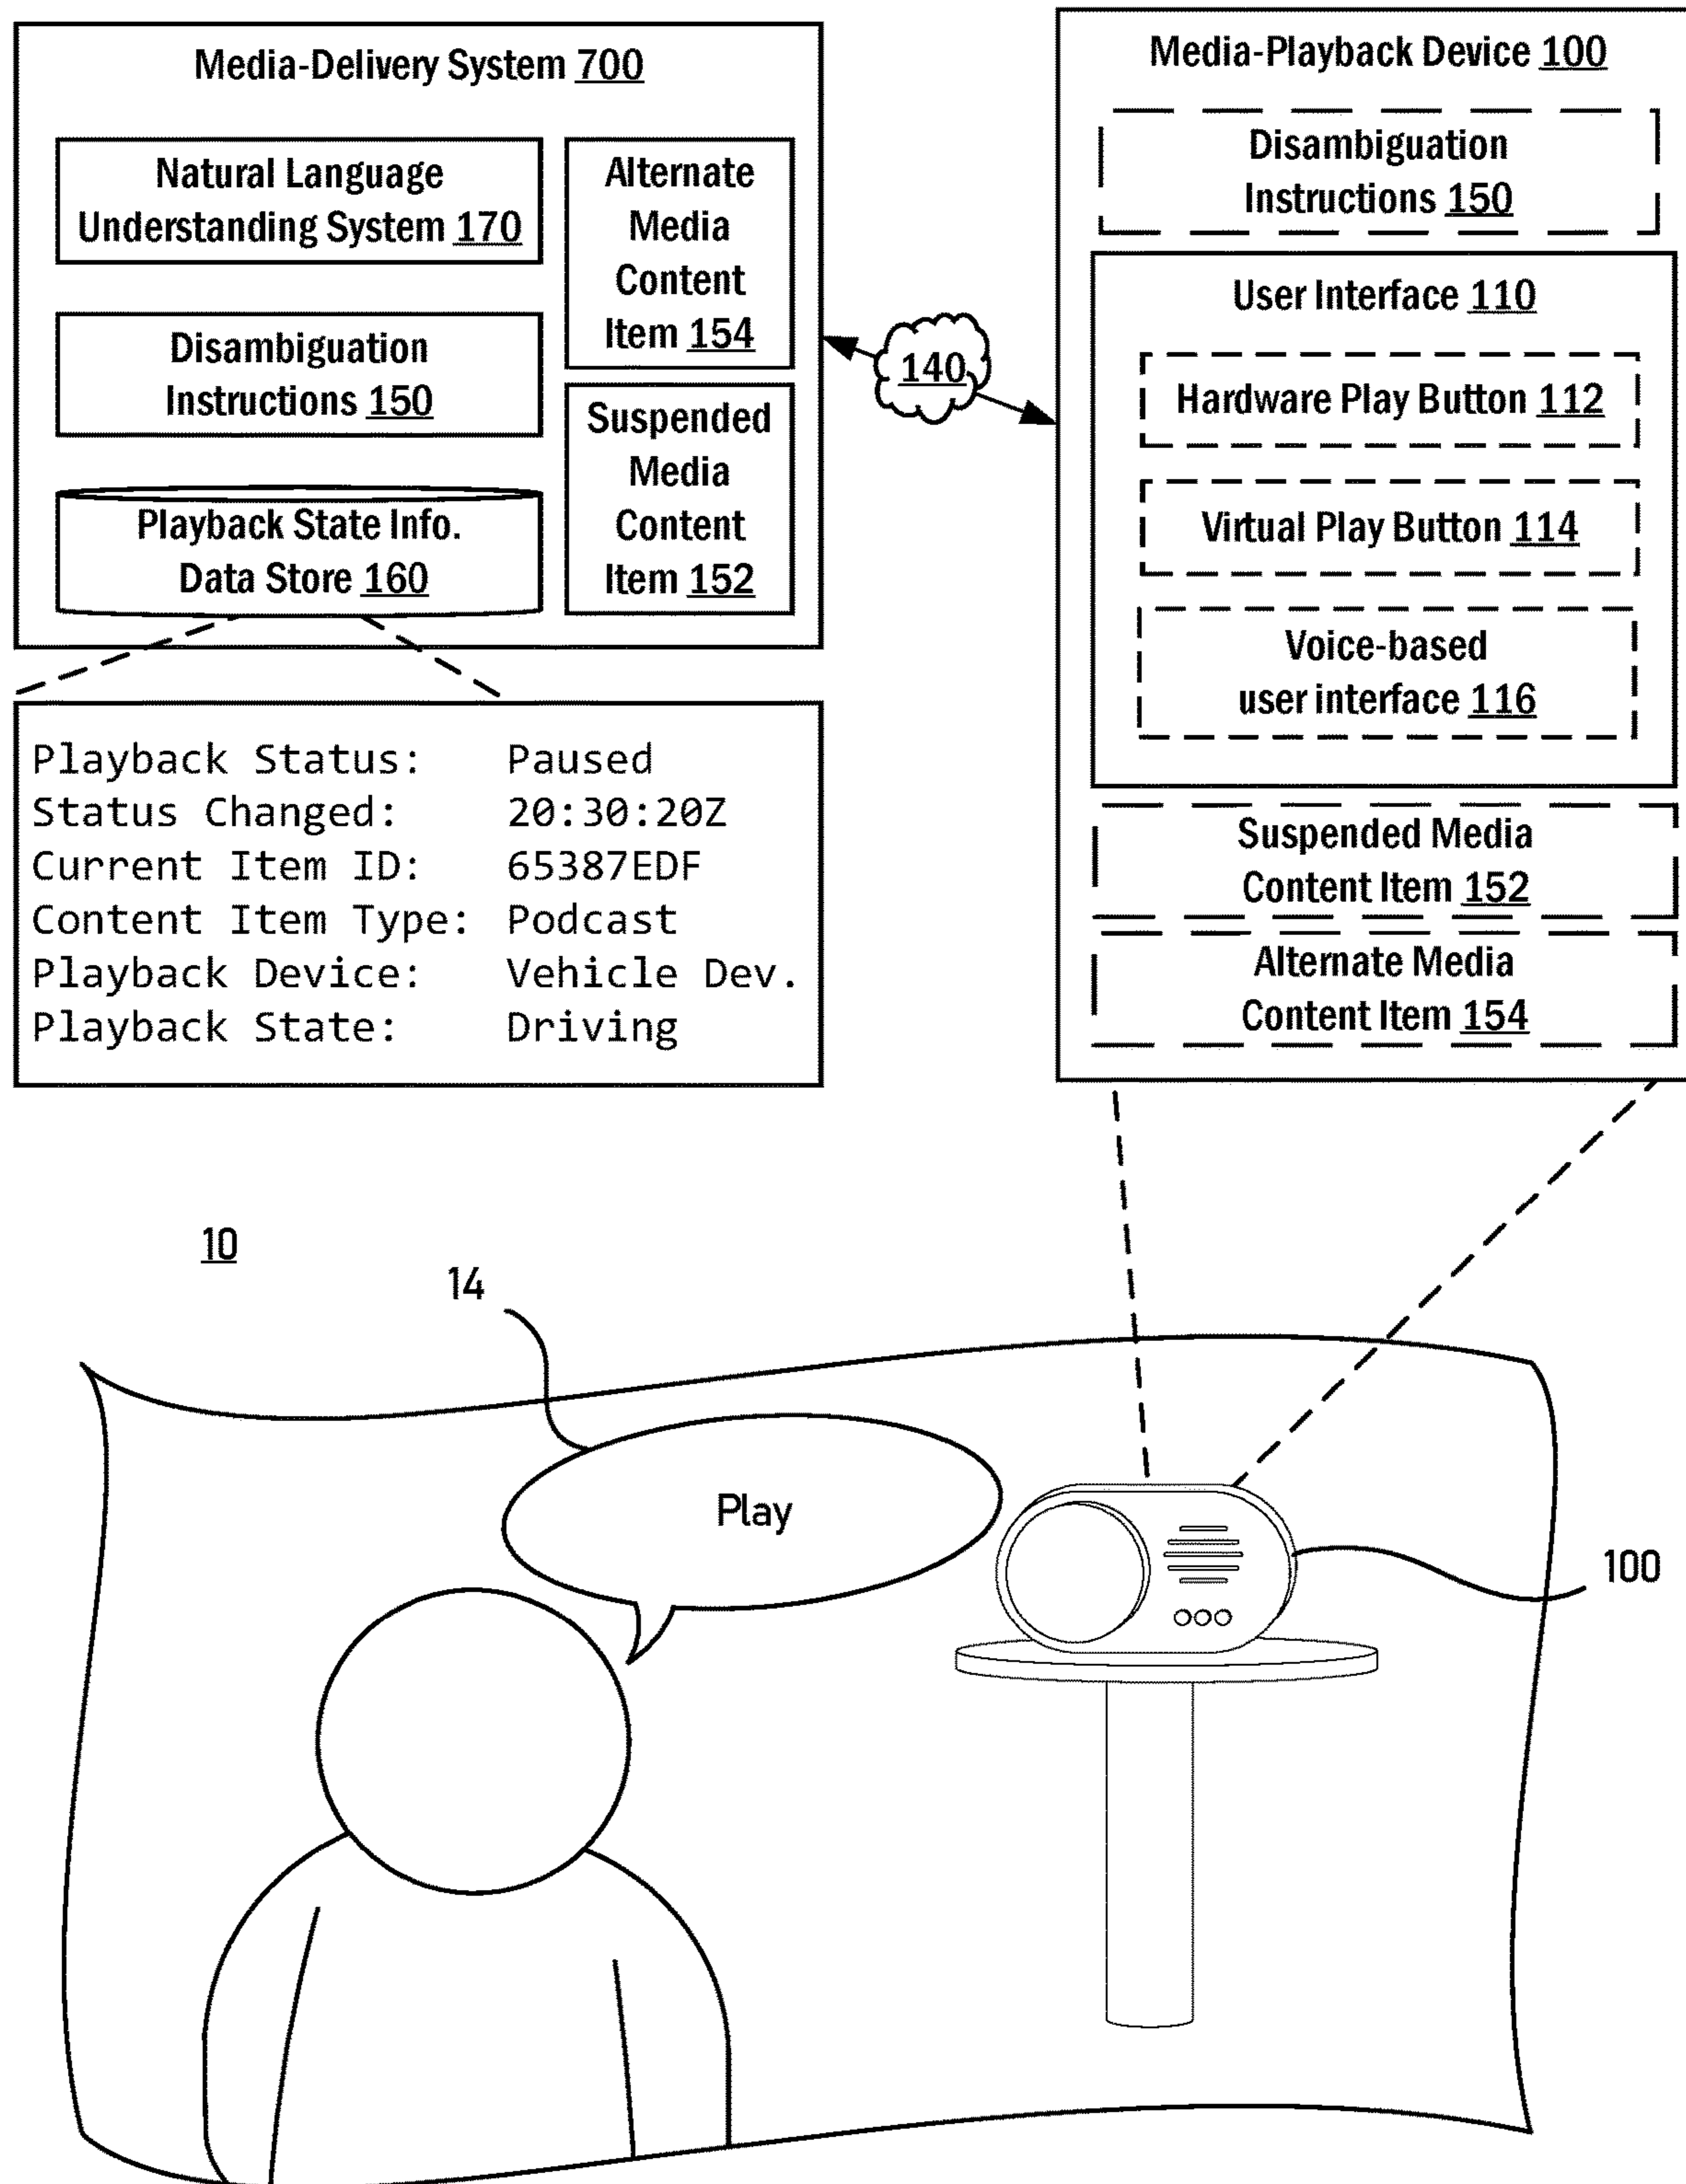 Media-Delivery System 700
Natural Language
Understanding System 170
Disambiguation
Instructions 150
Playback State Info.
Data Store 160
Alternate
Media
Content
Item 154
Suspended
Media
Content
Item 152
Playback Status: Paused
Status Changed: 20:30:20Z
Current Item ID: 65387EDF
Content Item Type: Podcast
Playback Device: Vehicle Dev.
Playback State: Driving
140
Media-Playback Device 100
Disambiguation
Instructions 150
User Interface 110
Hardware Play Button 112
Virtual Play Button 114
Voice-based
user interface 116
Suspended Media
Content Item 152
Alternate Media
Content Item 154
10
14
Play
100